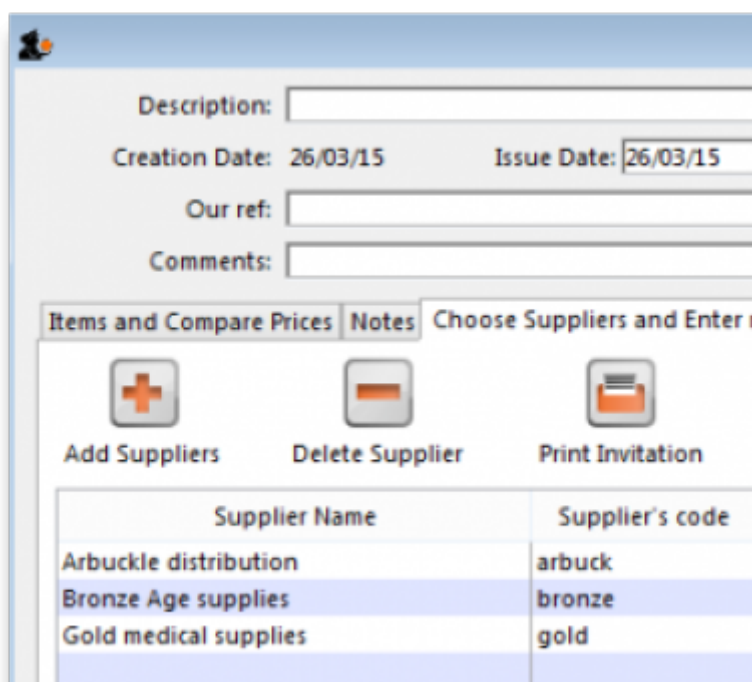 Description:
Creation Date: 26/03/15 Issue Date: 26/03/15
Our ref:
Comments:
Items and Compare Prices Notes Choose Suppliers and Enter
Add Suppliers Delete Supplier Print Invitation
Supplier Name Supplier's code
Arbuckle distribution arbuck
Bronze Age supplies bronze
Gold medical supplies gold